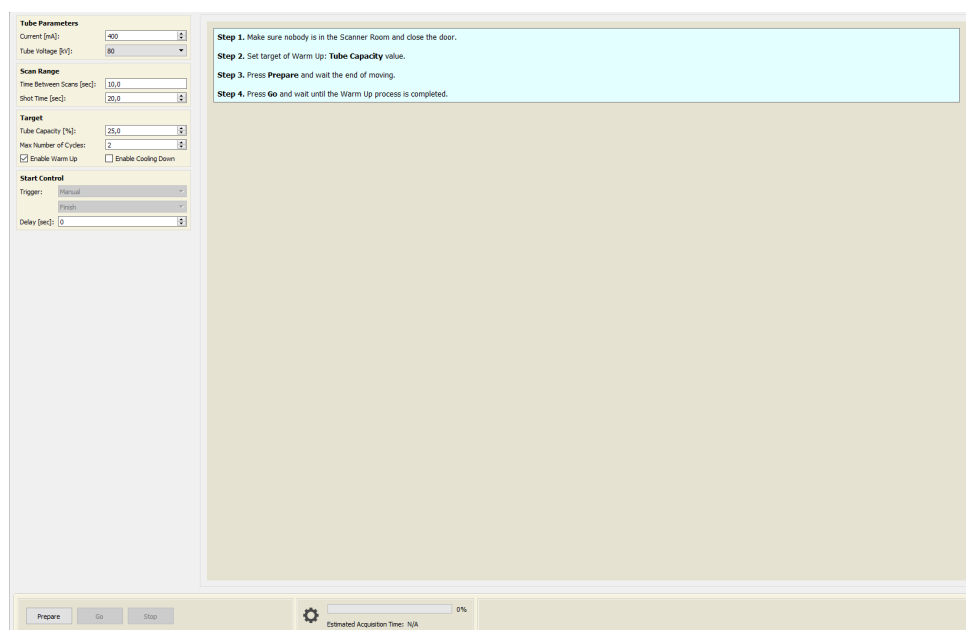 Tube Parameters
Current [mA]: 400
Tube Voltage [kV]: 80
Scan Range
Time Between Scans [sec]: 10,0
Shot Time [sec]: 20,0
Target
Tube Capacity [%]: 25,0
Max Number of Cycles: 2
Enable Warm Up Enable Cooling Down
Start Control
Trigger: Manual
Finish
Delay [sec]: 0
Step 1. Make sure nobody is in the Scanner Room and close the door.
Step 2. Set target of Warm Up: Tube Capacity value.
Step 3. Press Prepare and wait the end of moving.
Step 4. Press Go and wait until the Warm Up process is completed.
Prepare Go Stop
0%
Estimated Acquisition Time: N/A